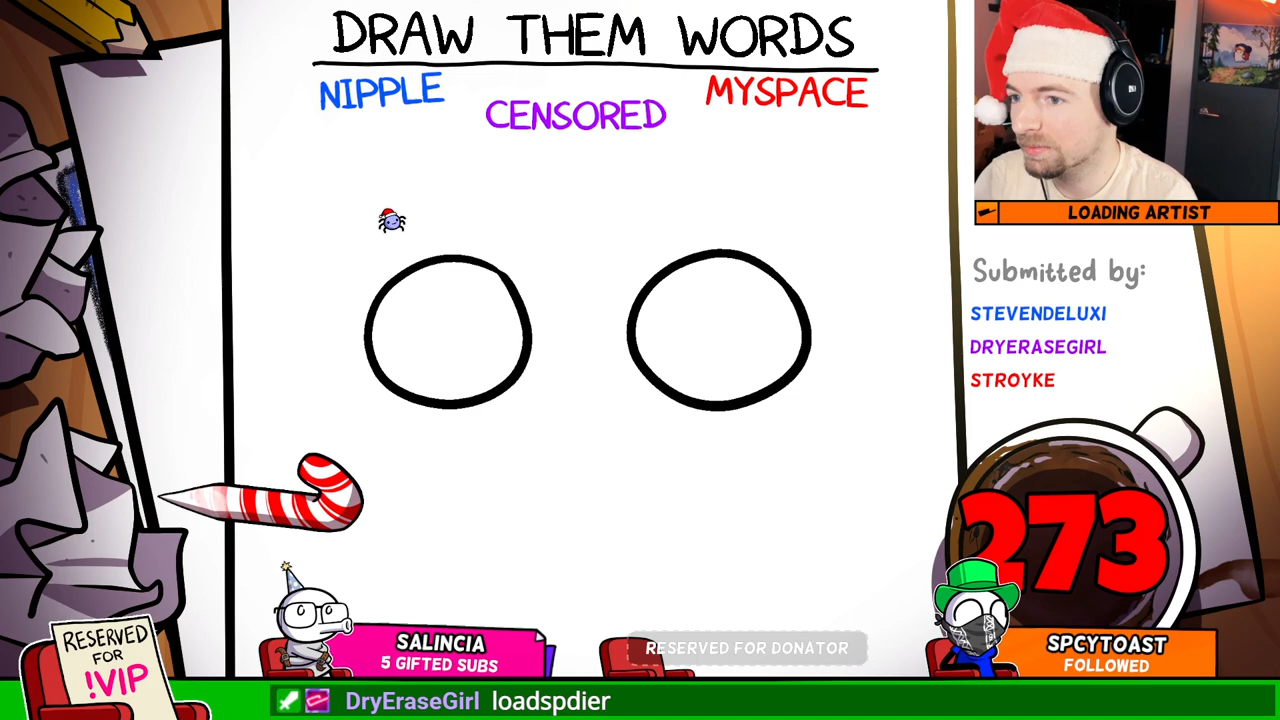 DRAW THEM WORDS
NIPPLE
CENSORED
MYSPACE
LOADING ARTIST
Submitted by:
STEVENDELUXI
DRYERASEGIRL
STROYKE
273
RESERVED
FOR
!VIP
SALINCIA
5 GIFTED SUBS
RESERVED FOR DONATOR
SPCYTOAST
FOLLOWED
DryEraseGirl loadspdier